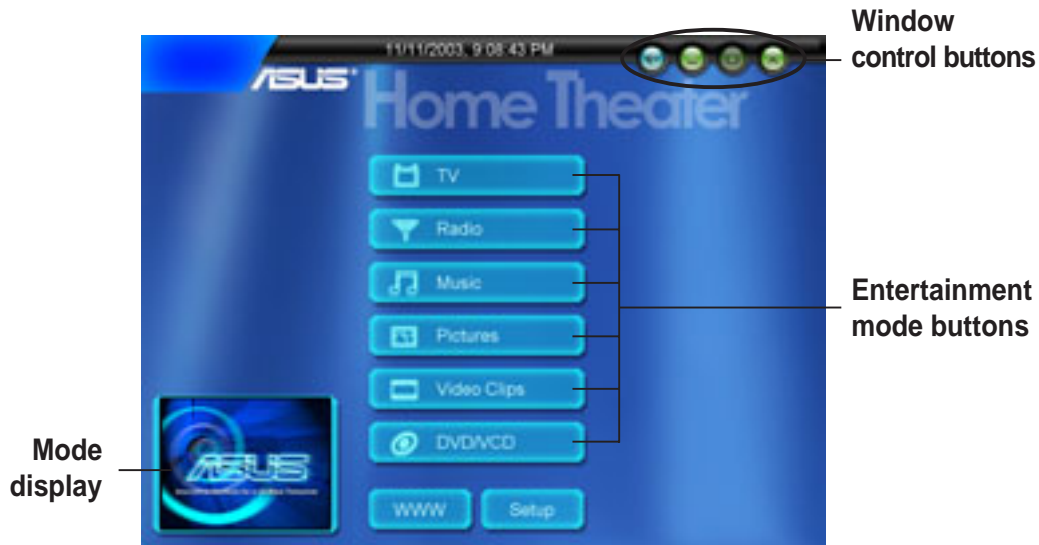 Window
control buttons
11/11/2003, 9:08:43 PM
ASUS
Home Theater
TV
Radio
Music
Pictures
Video Clips
DVD/VCD
WWW
Setup
Entertainment
mode buttons
Mode
display
ASUS